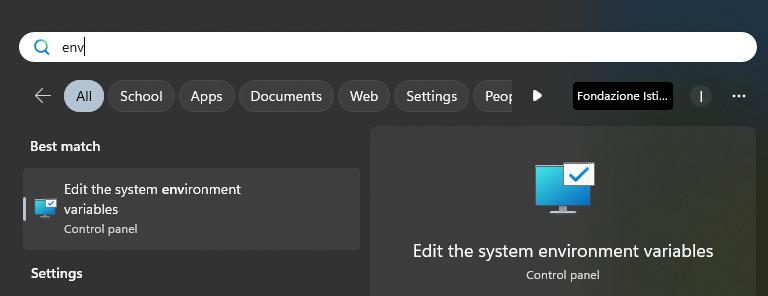 env
All School Apps Documents Web Settings Peop Fondazione Isti... I ...
Best match
Edit the system environment
variables
Control panel
Settings
Edit the system environment variables
Control panel